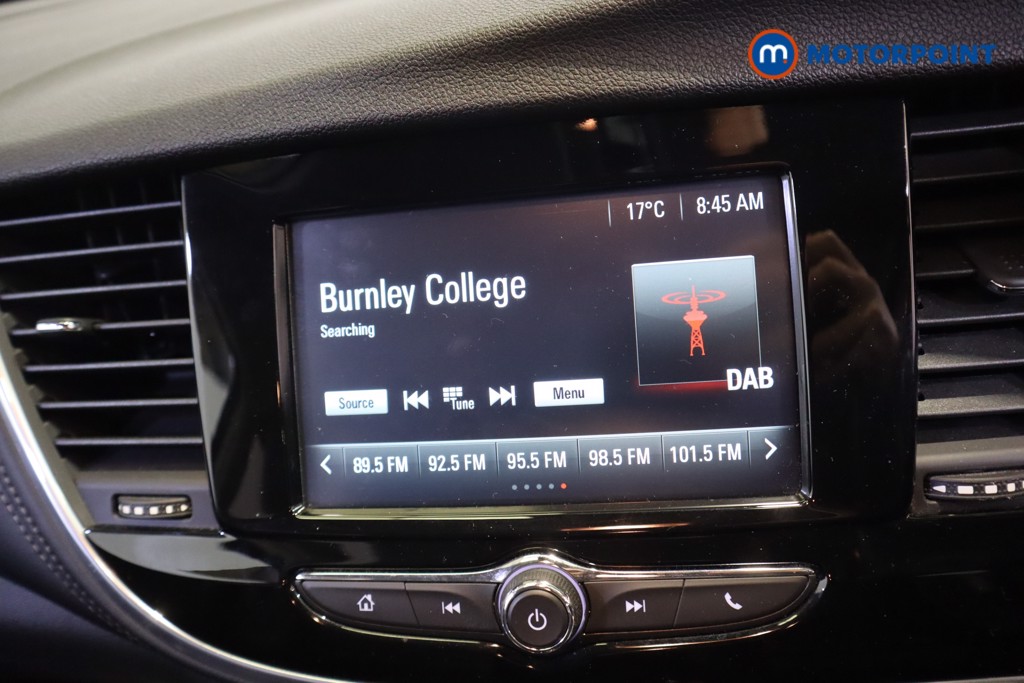 m MOTORPOINT
17°C 8:45 AM
Burnley College
Searching
DAB
Source Tune Menu
89.5 FM 92.5 FM 95.5 FM 98.5 FM 101.5 FM